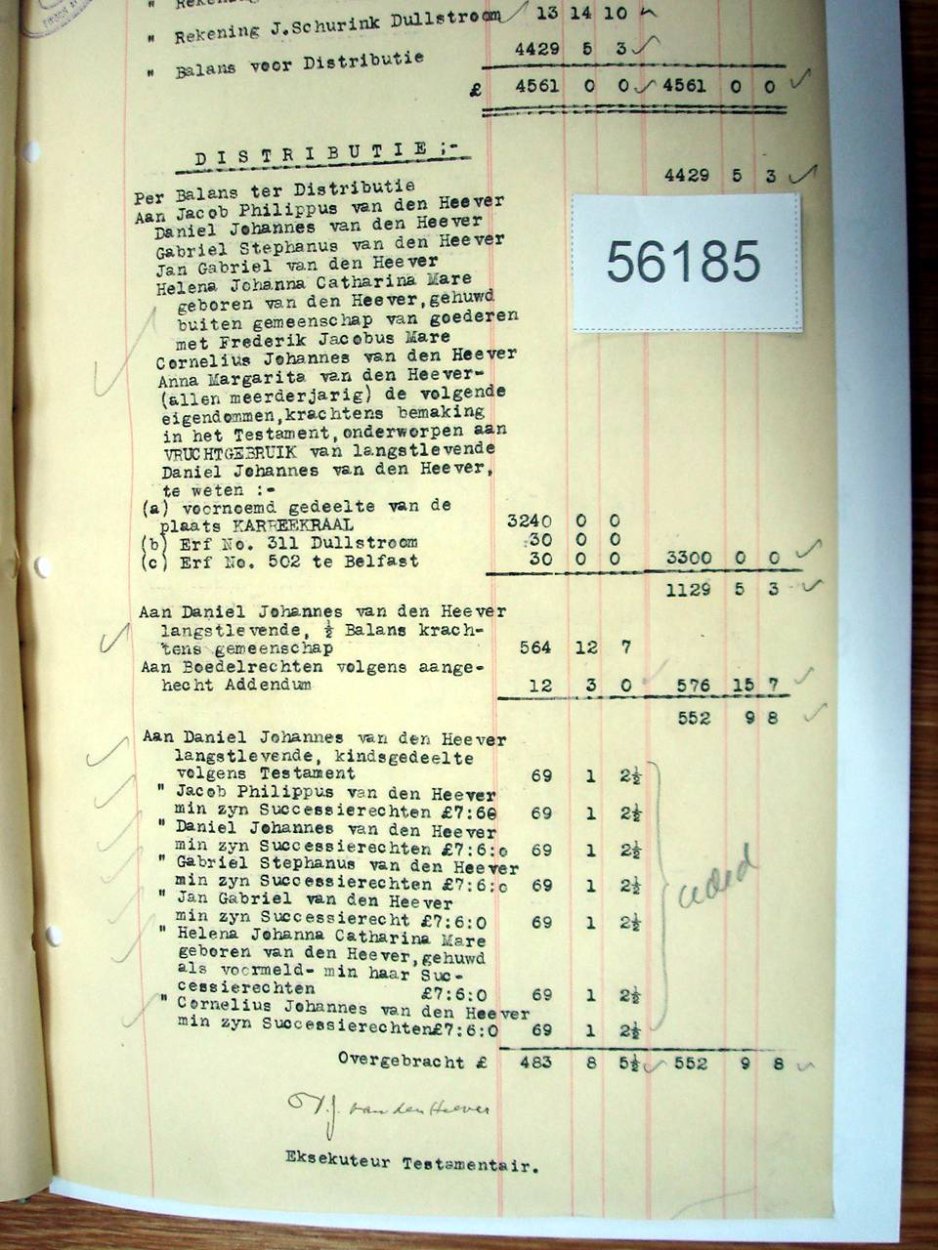 " Rekening
" Rekening J.Schurink Dullstroom 13 14 10
" Balans voor Distributie 4429 5 3
£ 4561 0 0 4561 0 0
DISTRIBUTIE:-
Per Balans ter Distributie 4429 5 3
Aan Jacob Philippus van den Heever
Daniel Johannes van den Heever
Gabriel Stephanus van den Heever
Jan Gabriel van den Heever
Helena Johanna Catharina Mare
geboren van den Heever,gehuwd
buiten gemeenschap van goederen
met Frederik Jacobus Mare
Cornelius Johannes van den Heever
Anna Margarita van den Heever-
(allen meerderjarig) de volgende
eigendommen,krachtens bemaking
in het Testament,onderworpen aan
VRUCHTGEBRUIK van langstlevende
Daniel Johannes van den Heever,
te weten :-
(a) voornoemd gedeelte van de
plaats KARREEKRAAL 3240 0 0
(b) Erf No. 311 Dullstroom 30 0 0
(c) Erf No. 502 te Belfast 30 0 0 3300 0 0
1129 5 3
Aan Daniel Johannes van den Heever
langstlevende, ½ Balans krach-
tens gemeenschap 564 12 7
Aan Boedelrechten volgens aange-
hecht Addendum 12 3 0 576 15 7
552 9 8
Aan Daniel Johannes van den Heever
langstlevende, kindsgedeelte
volgens Testament 69 1 2½
" Jacob Philippus van den Heever
min zyn Successierechten £7:60 69 1 2½
" Daniel Johannes van den Heever
min zyn Successierechten £7:6:0 69 1 2½
" Gabriel Stephanus van den Heever
min zyn Successierechten £7:6:0 69 1 2½
" Jan Gabriel van den Heever
min zyn Successierecht £7:6:0 69 1 2½
" Helena Johanna Catharina Mare
geboren van den Heever,gehuwd
als voormeld- min haar Suc-
cessierechten £7:6:0 69 1 2½
" Cornelius Johannes van den Heever
min zyn Successierechten£7:6:0 69 1 2½
ceded
Overgebracht £ 483 8 5½ 552 9 8
D.J. van den Heever
Eksekuteur Testamentair.
56185